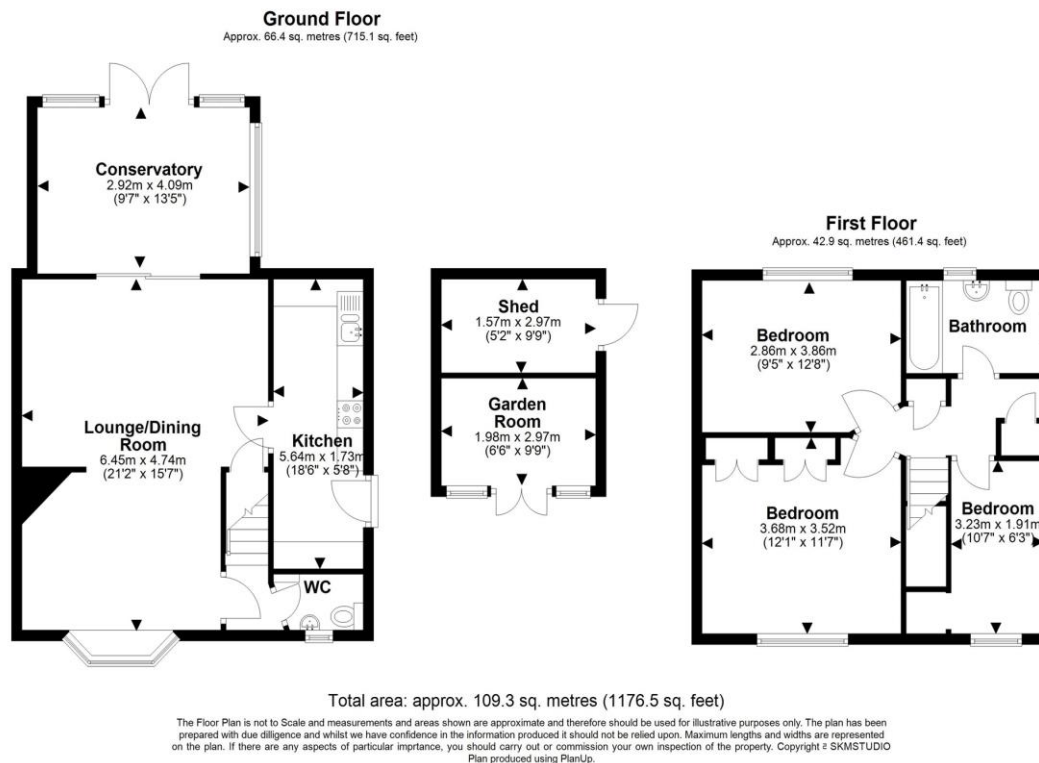 Ground Floor
Approx. 66.4 sq. metres (715.1 sq. feet)
Conservatory
2.92m x 4.09m
(9'7" x 13'5")
Lounge/Dining
Room
6.45m x 4.74m
(21'2" x 15'7")
Kitchen
5.64m x 1.73m
(18'6" x 5'8")
WC
Shed
1.57m x 2.97m
(5'2" x 9'9")
Garden
Room
1.98m x 2.97m
(6'6" x 9'9")
First Floor
Approx. 42.9 sq. metres (461.4 sq. feet)
Bedroom
2.86m x 3.86m
(9'5" x 12'8")
Bathroom
Bedroom
3.68m x 3.52m
(12'1" x 11'7")
Bedroom
3.23m x 1.91m
(10'7" x 6'3")
Total area: approx. 109.3 sq. metres (1176.5 sq. feet)
The Floor Plan is not to Scale and measurements and areas shown are approximate and therefore should be used for illustrative purposes only. The plan has been
prepared with due dilligence and whilst we have confidence in the information produced it should not be relied upon. Maximum lengths and widths are represented
on the plan. If there are any aspects of particular imprtance, you should carry out or commission your own inspection of the property. Copyright SKMSTUDIO
Plan produced using PlanUp.